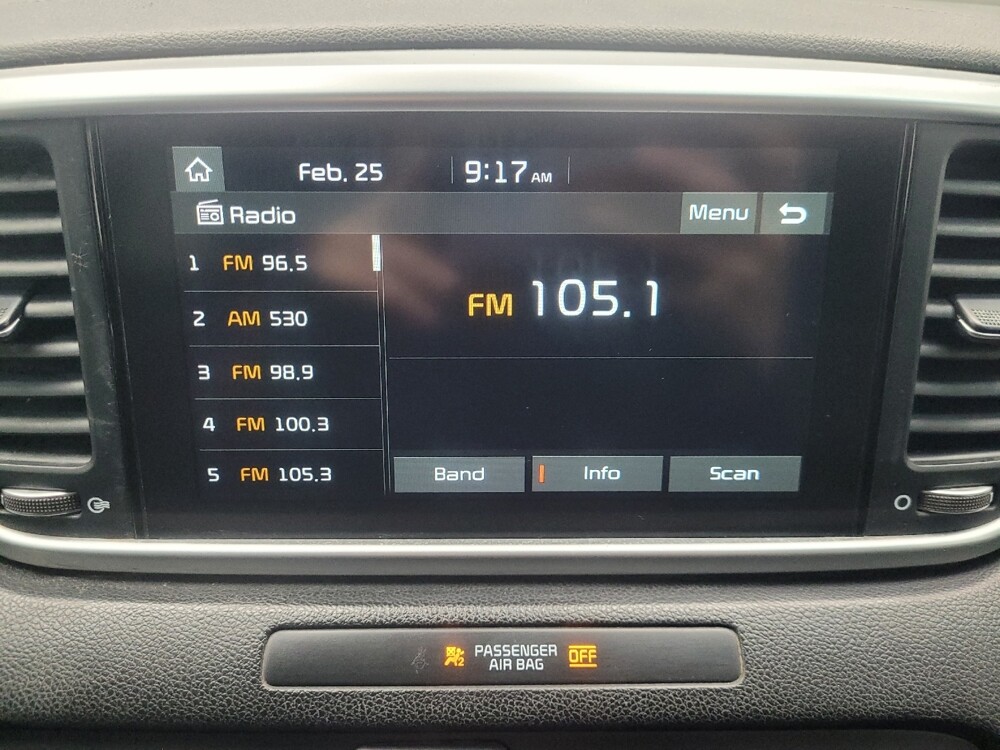 Feb. 25 9:17 AM
Radio Menu
1 FM 96.5
2 AM 530
3 FM 98.9
4 FM 100.3
5 FM 105.3
FM 105.1
Band Info Scan
2 PASSENGER AIR BAG OFF